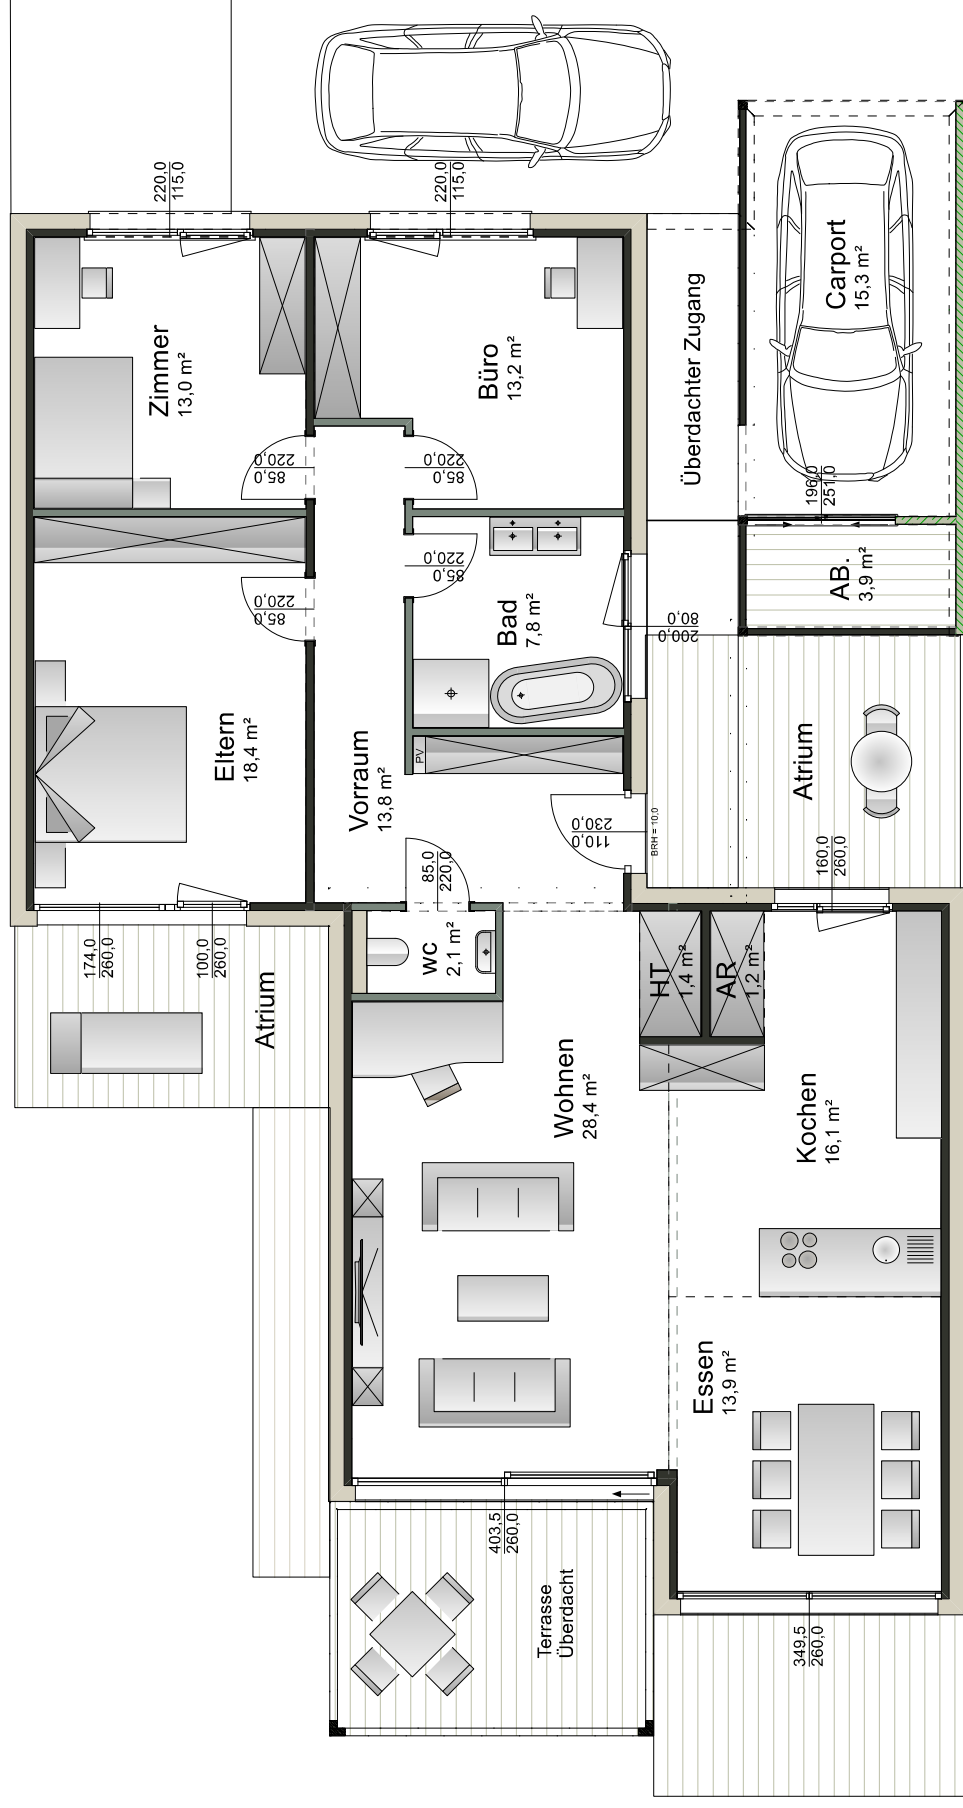 220,0
115,0
220,0
115,0
Zimmer
13,0 m²
Büro
13,2 m²
Überdachter Zugang
Carport
15,3 m²
85,0
220,0
85,0
220,0
196,0
251,0
85,0
220,0
85,0
220,0
AB.
3,9 m²
Bad
7,8 m²
80,0
200,0
Eltern
18,4 m²
Vorraum
13,8 m²
PV
Atrium
110,0
230,0
BRH = 10,0
85,0
220,0
160,0
260,0
174,0
260,0
100,0
260,0
Atrium
WC
2,1 m²
HT
1,4 m²
AR
1,2 m²
Wohnen
28,4 m²
Kochen
16,1 m²
Essen
13,9 m²
403,5
260,0
Terrasse
Überdacht
349,5
260,0